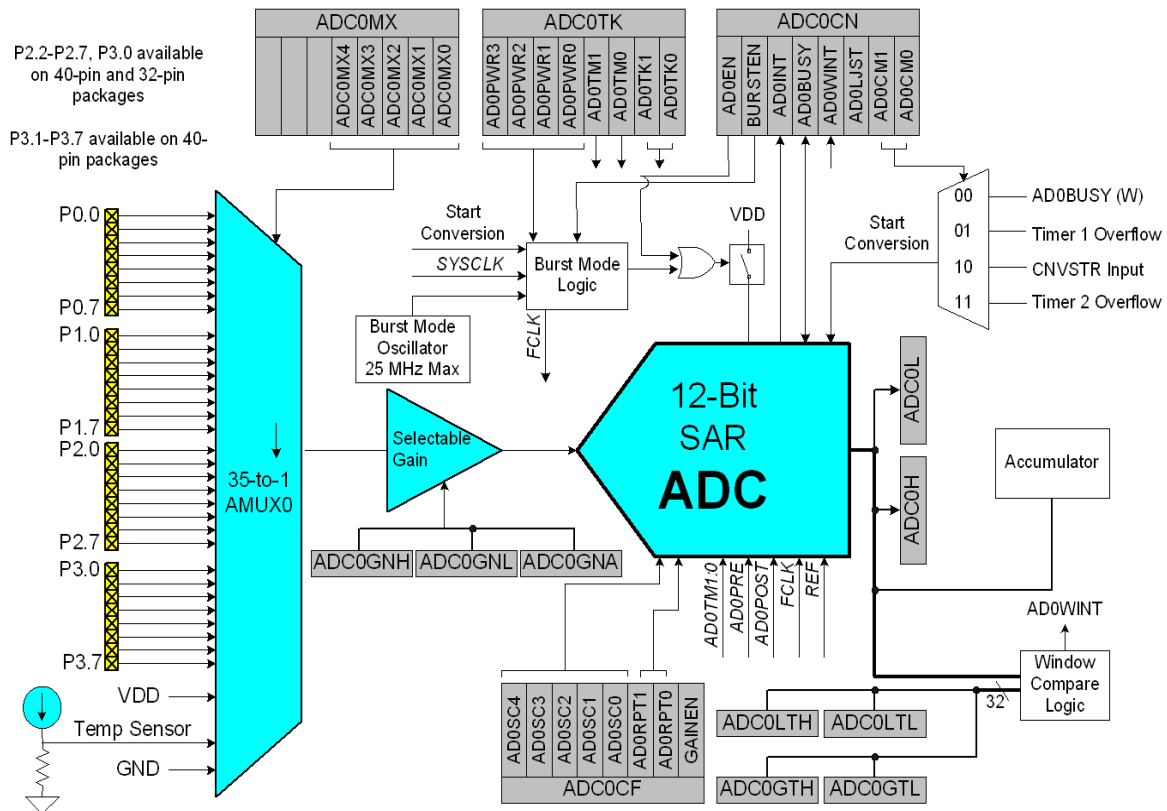 ADC0MX
ADC0MX4
ADC0MX3
ADC0MX2
ADC0MX1
ADC0MX0
ADC0TK
AD0PWR3
AD0PWR2
AD0PWR1
AD0PWR0
AD0TM1
AD0TM0
AD0TK1
AD0TK0
ADC0CN
AD0EN
BURSTEN
AD0INT
AD0BUSY
AD0WINT
AD0LJST
AD0CM1
AD0CM0
P2.2-P2.7, P3.0 available
on 40-pin and 32-pin
packages
P3.1-P3.7 available on 40-
pin packages
P0.0
P0.7
P1.0
P1.7
P2.0
P2.7
P3.0
P3.7
VDD
Temp Sensor
GND
35-to-1
AMUX0
Start
Conversion
SYSCLK
Burst Mode
Logic
Burst Mode
Oscillator
25 MHz Max
FCLK
VDD
Start
Conversion
00
01
10
11
AD0BUSY (W)
Timer 1 Overflow
CNVSTR Input
Timer 2 Overflow
Selectable
Gain
ADC0GNH
ADC0GNL
ADC0GNA
12-Bit
SAR
ADC
ADC0L
ADC0H
Accumulator
AD0TM1:0
AD0PRE
AD0POST
FCLK
REF
AD0WINT
Window
Compare
Logic
32
ADC0LTH
ADC0LTL
ADC0GTH
ADC0GTL
AD0SC4
AD0SC3
AD0SC2
AD0SC1
AD0SC0
AD0RPT1
AD0RPT0
GAINEN
ADC0CF